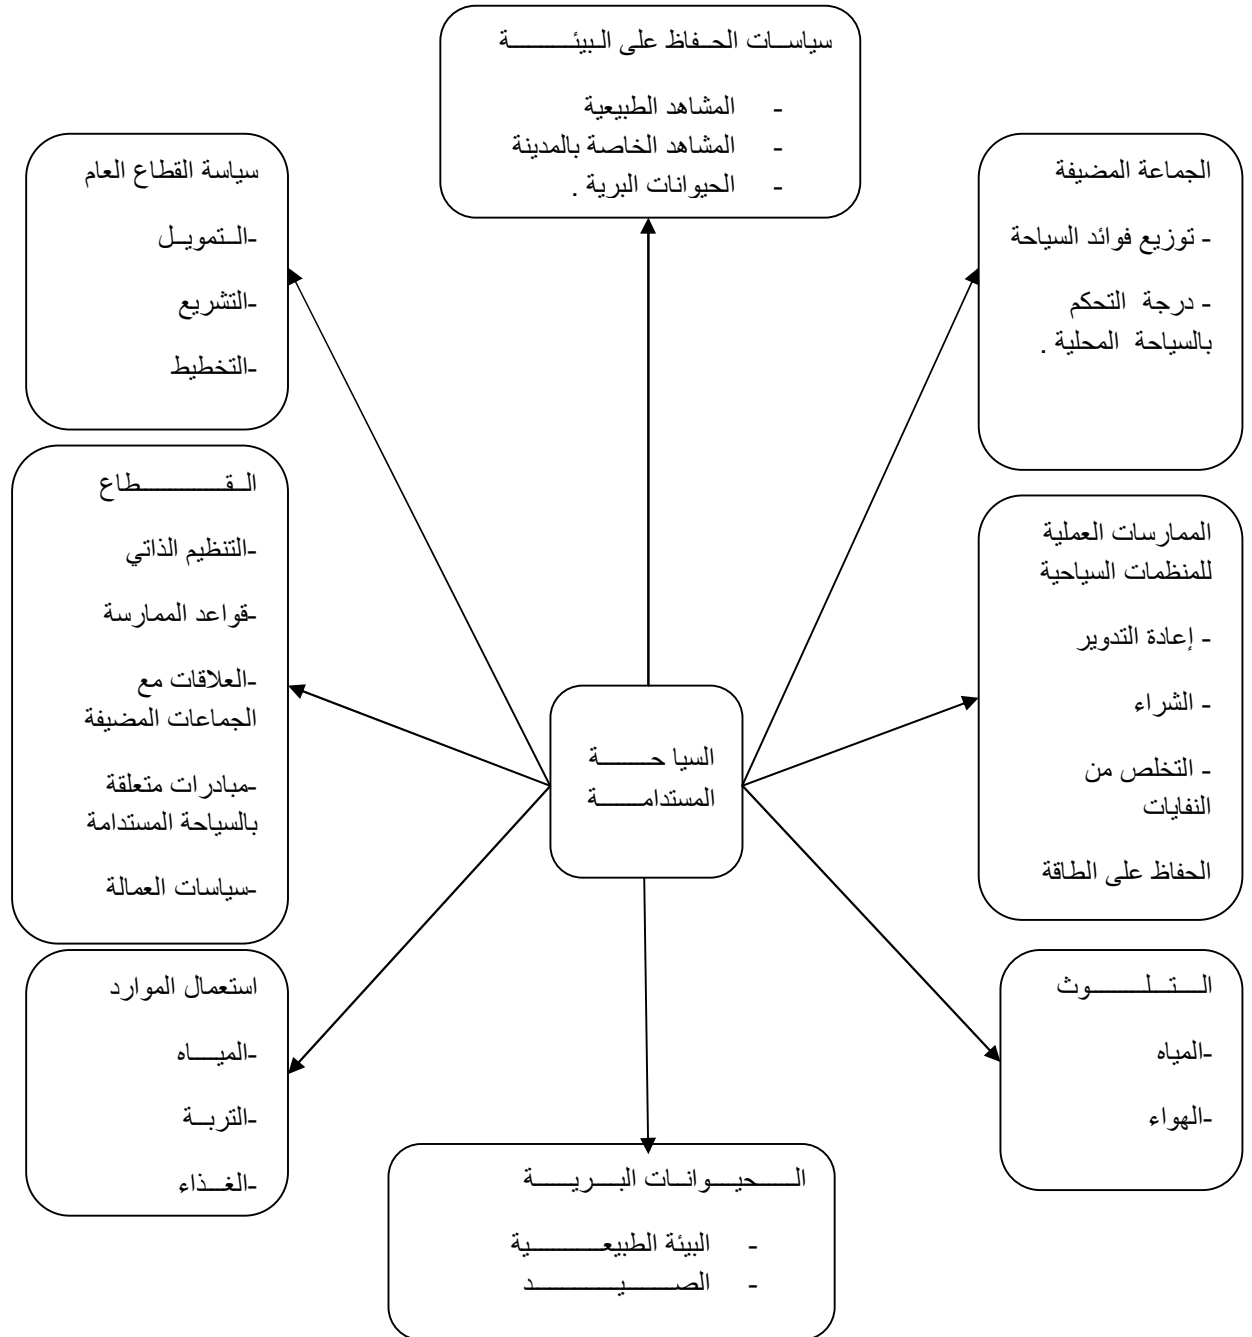 سياسات الحفاظ على البيئة
- المشاهد الطبيعية
- المشاهد الخاصة بالمدينة
- الحيوانات البرية .
الجماعة المضيفة
- توزيع فوائد السياحة
- درجة التحكم
بالسياحة المحلية .
سياسة القطاع العام
-التمويل
-التشريع
-التخطيط
الممارسات العملية
للمنظمات السياحية
- إعادة التدوير
- الشراء
- التخلص من
النفايات
الحفاظ على الطاقة
القطاع
-التنظيم الذاتي
-قواعد الممارسة
-العلاقات مع
الجماعات المضيفة
-مبادرات متعلقة
بالسياحة المستدامة
-سياسات العمالة
السيا حة
المستدامة
التلوث
-المياه
-الهواء
استعمال الموارد
-المياه
-التربة
-الغذاء
الحيوانات البرية
- البيئة الطبيعية
- الصيد